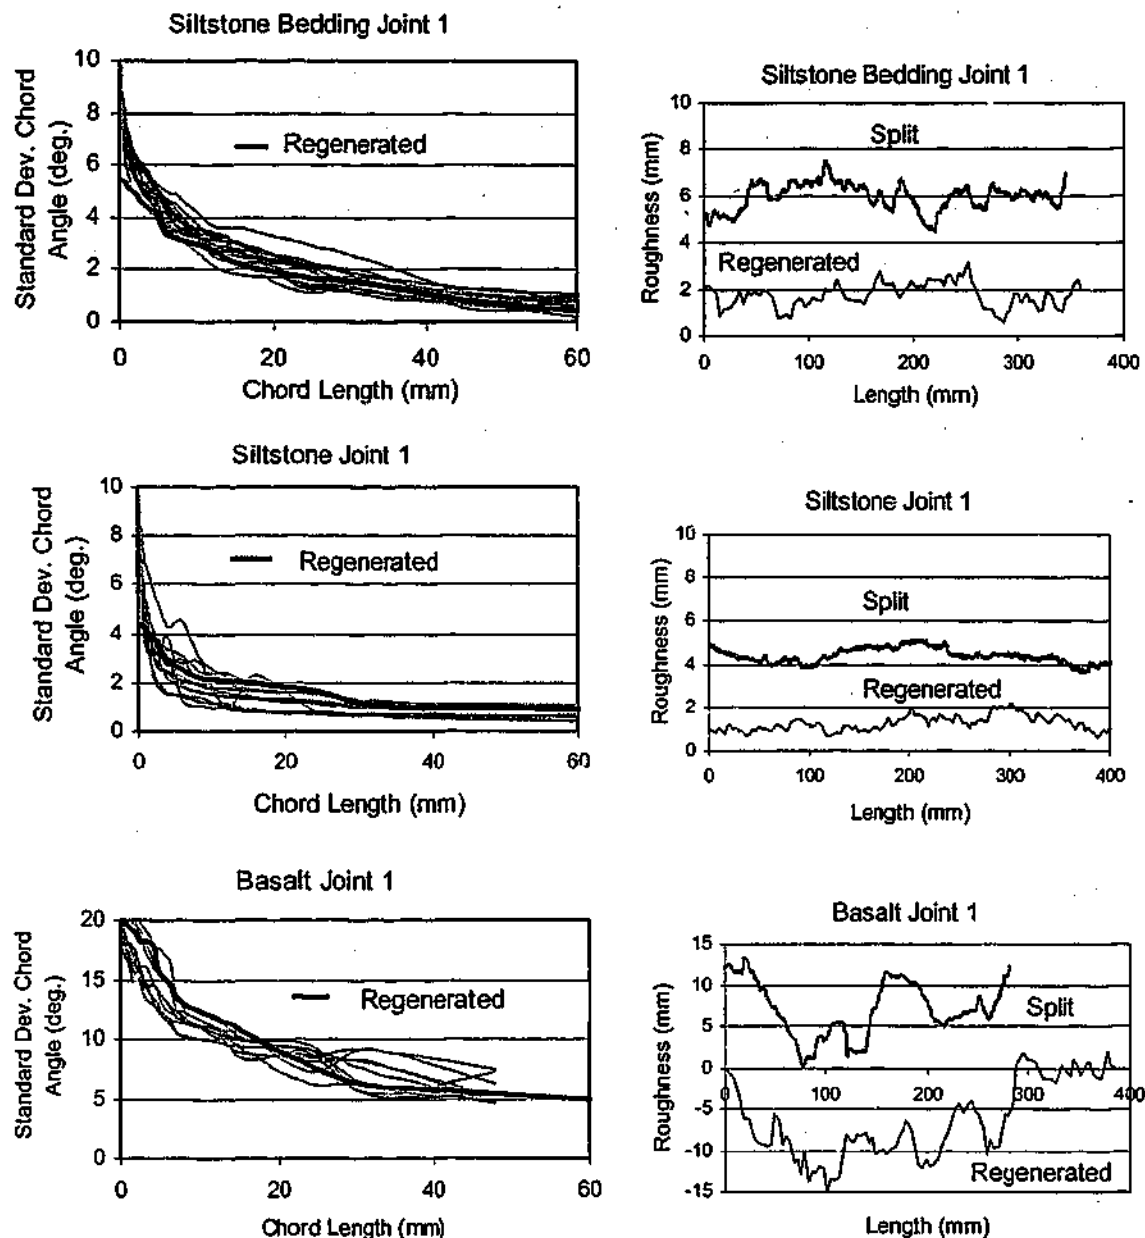 Siltstone Bedding Joint 1
Standard Dev. Chord
Angle (deg.)
10
8
6
4
2
0
Regenerated
0 20 40 60
Chord Length (mm)
Siltstone Bedding Joint 1
Roughness (mm)
10
8
6
4
2
0
Split
Regenerated
0 100 200 300 400
Length (mm)
Siltstone Joint 1
Standard Dev. Chord
Angle (deg.)
10
8
6
4
2
0
Regenerated
0 20 40 60
Chord Length (mm)
Siltstone Joint 1
Roughness (mm)
10
8
6
4
2
0
Split
Regenerated
0 100 200 300 400
Length (mm)
Basalt Joint 1
Standard Dev. Chord
Angle (deg.)
20
15
10
5
0
Regenerated
0 20 40 60
Chord Length (mm)
Basalt Joint 1
Roughness (mm)
15
10
5
0
-5
-10
-15
Split
0 100 200 300 400
Regenerated
Length (mm)